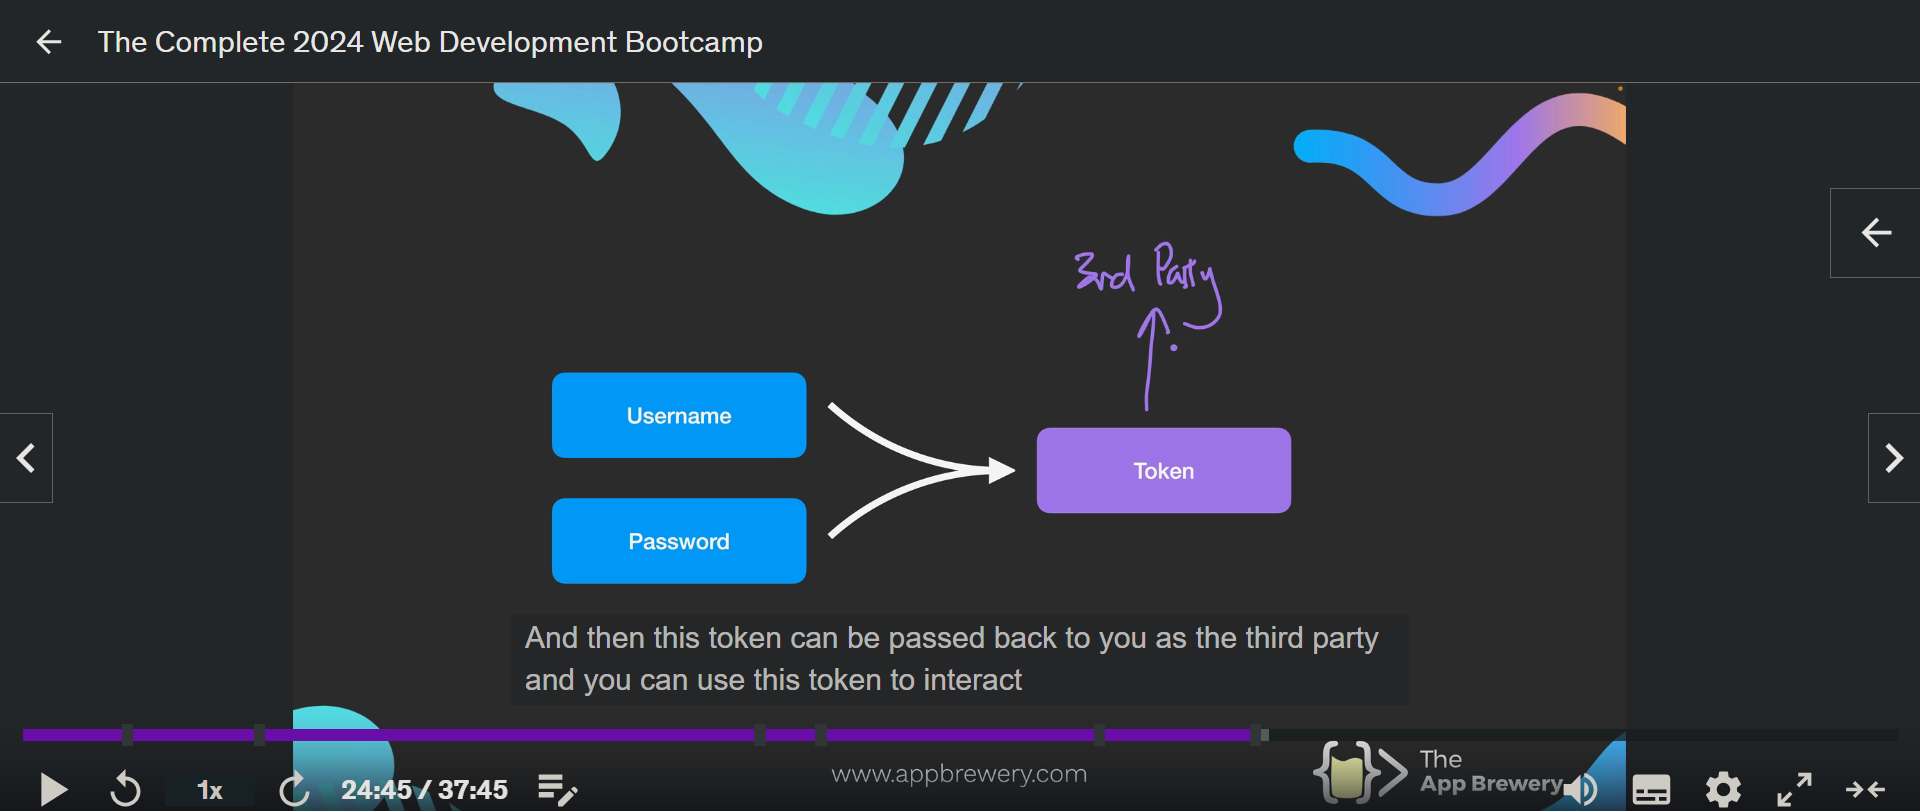 The Complete 2024 Web Development Bootcamp
3rd Party
Username
Token
Password
And then this token can be passed back to you as the third party
and you can use this token to interact
www.appbrewery.com
The
App Brewery
1x
24:45 / 37:45